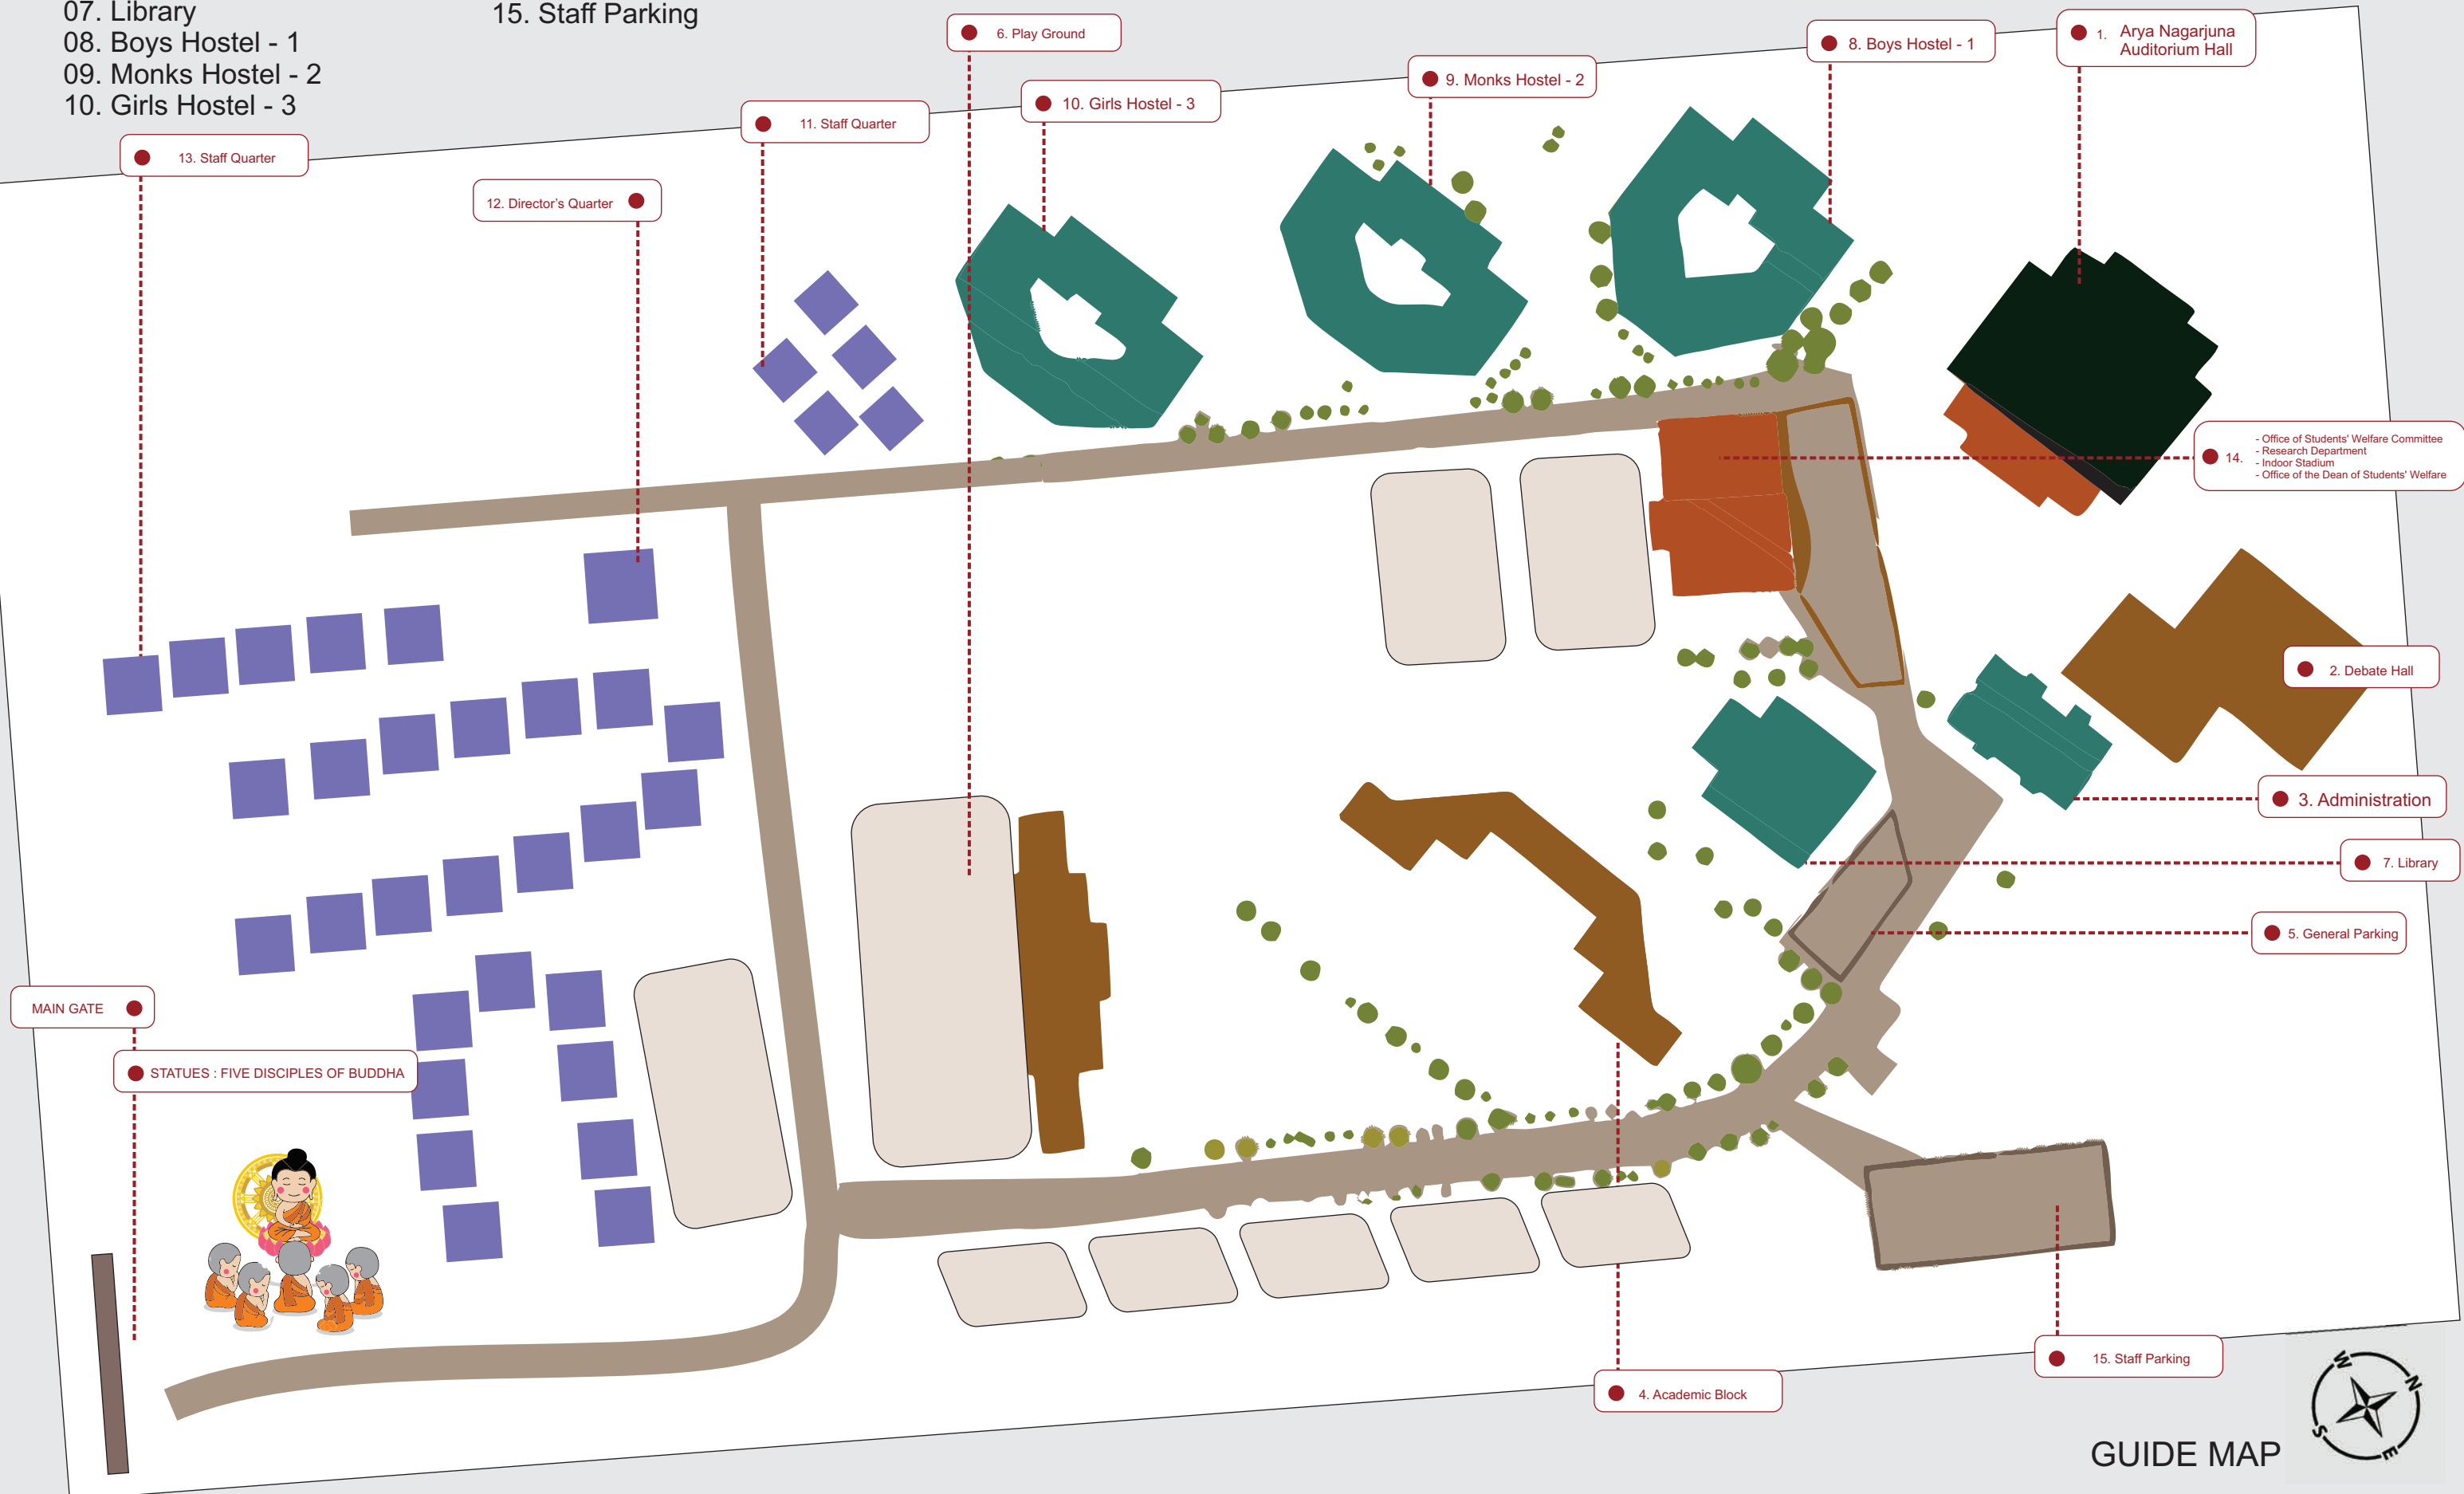 07. Library
08. Boys Hostel - 1
09. Monks Hostel - 2
10. Girls Hostel - 3
15. Staff Parking
6. Play Ground
8. Boys Hostel - 1
1. Arya Nagarjuna
Auditorium Hall
9. Monks Hostel - 2
10. Girls Hostel - 3
11. Staff Quarter
13. Staff Quarter
12. Director's Quarter
14.
- Office of Students' Welfare Committee
- Research Department
- Indoor Stadium
- Office of the Dean of Students' Welfare
2. Debate Hall
3. Administration
7. Library
5. General Parking
MAIN GATE
STATUES : FIVE DISCIPLES OF BUDDHA
15. Staff Parking
4. Academic Block
W
N
S
E
GUIDE MAP